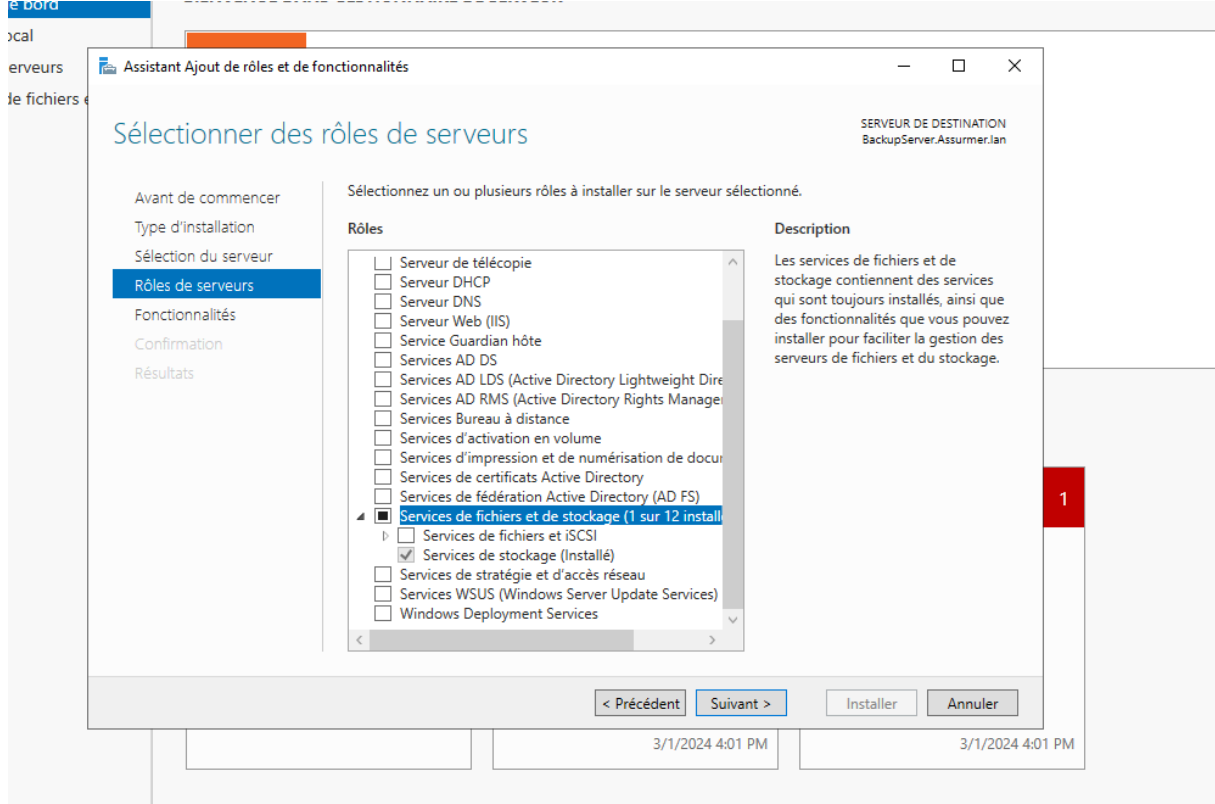 e bord
ocal
erveurs
de fichiers e
Assistant Ajout de rôles et de fonctionnalités
Sélectionner des rôles de serveurs
SERVEUR DE DESTINATION
BackupServer.Assurmer.lan
Avant de commencer
Type d'installation
Sélection du serveur
Rôles de serveurs
Fonctionnalités
Confirmation
Résultats
Sélectionnez un ou plusieurs rôles à installer sur le serveur sélectionné.
Rôles
Serveur de télécopie
Serveur DHCP
Serveur DNS
Serveur Web (IIS)
Service Guardian hôte
Services AD DS
Services AD LDS (Active Directory Lightweight Dire
Services AD RMS (Active Directory Rights Manage
Services Bureau à distance
Services d'activation en volume
Services d'impression et de numérisation de docu
Services de certificats Active Directory
Services de fédération Active Directory (AD FS)
Services de fichiers et de stockage (1 sur 12 install
Services de fichiers et iSCSI
Services de stockage (Installé)
Services de stratégie et d'accès réseau
Services WSUS (Windows Server Update Services)
Windows Deployment Services
Description
Les services de fichiers et de
stockage contiennent des services
qui sont toujours installés, ainsi que
des fonctionnalités que vous pouvez
installer pour faciliter la gestion des
serveurs de fichiers et du stockage.
1
< Précédent
Suivant >
Installer
Annuler
3/1/2024 4:01 PM
3/1/2024 4:01 PM